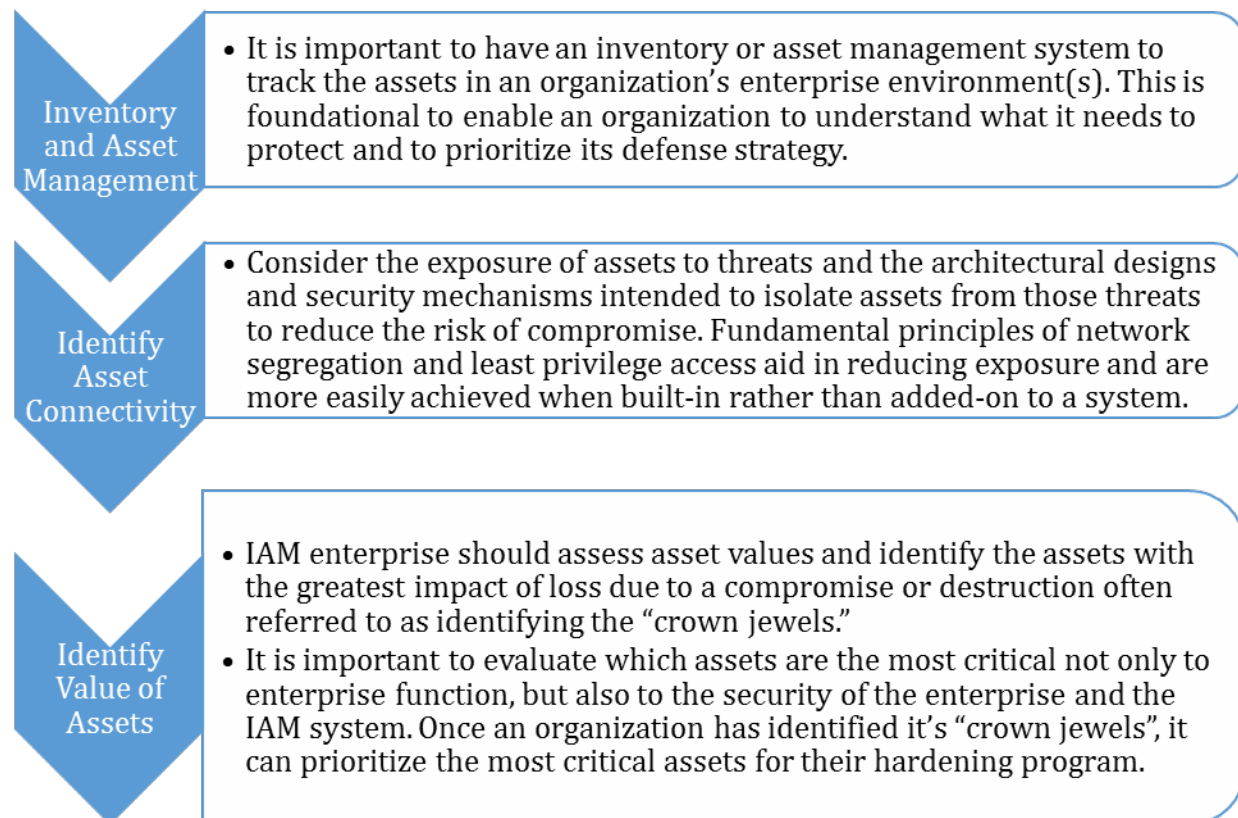 Inventory
and Asset
Management
• It is important to have an inventory or asset management system to
track the assets in an organization’s enterprise environment(s). This is
foundational to enable an organization to understand what it needs to
protect and to prioritize its defense strategy.
Identify
Asset
Connectivity
• Consider the exposure of assets to threats and the architectural designs
and security mechanisms intended to isolate assets from those threats
to reduce the risk of compromise. Fundamental principles of network
segregation and least privilege access aid in reducing exposure and are
more easily achieved when built-in rather than added-on to a system.
Identify
Value of
Assets
• IAM enterprise should assess asset values and identify the assets with
the greatest impact of loss due to a compromise or destruction often
referred to as identifying the “crown jewels.”
• It is important to evaluate which assets are the most critical not only to
enterprise function, but also to the security of the enterprise and the
IAM system. Once an organization has identified it’s “crown jewels”, it
can prioritize the most critical assets for their hardening program.